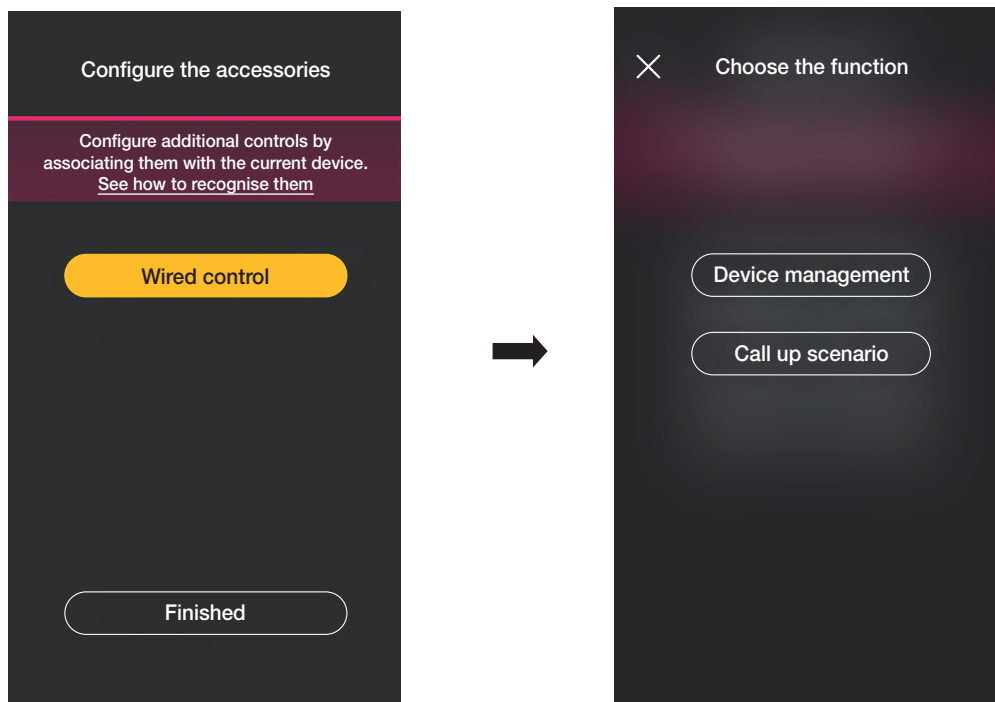 Configure the accessories
Configure additional controls by
associating them with the current device.
See how to recognise them
Wired control
Finished
Choose the function
Device management
Call up scenario